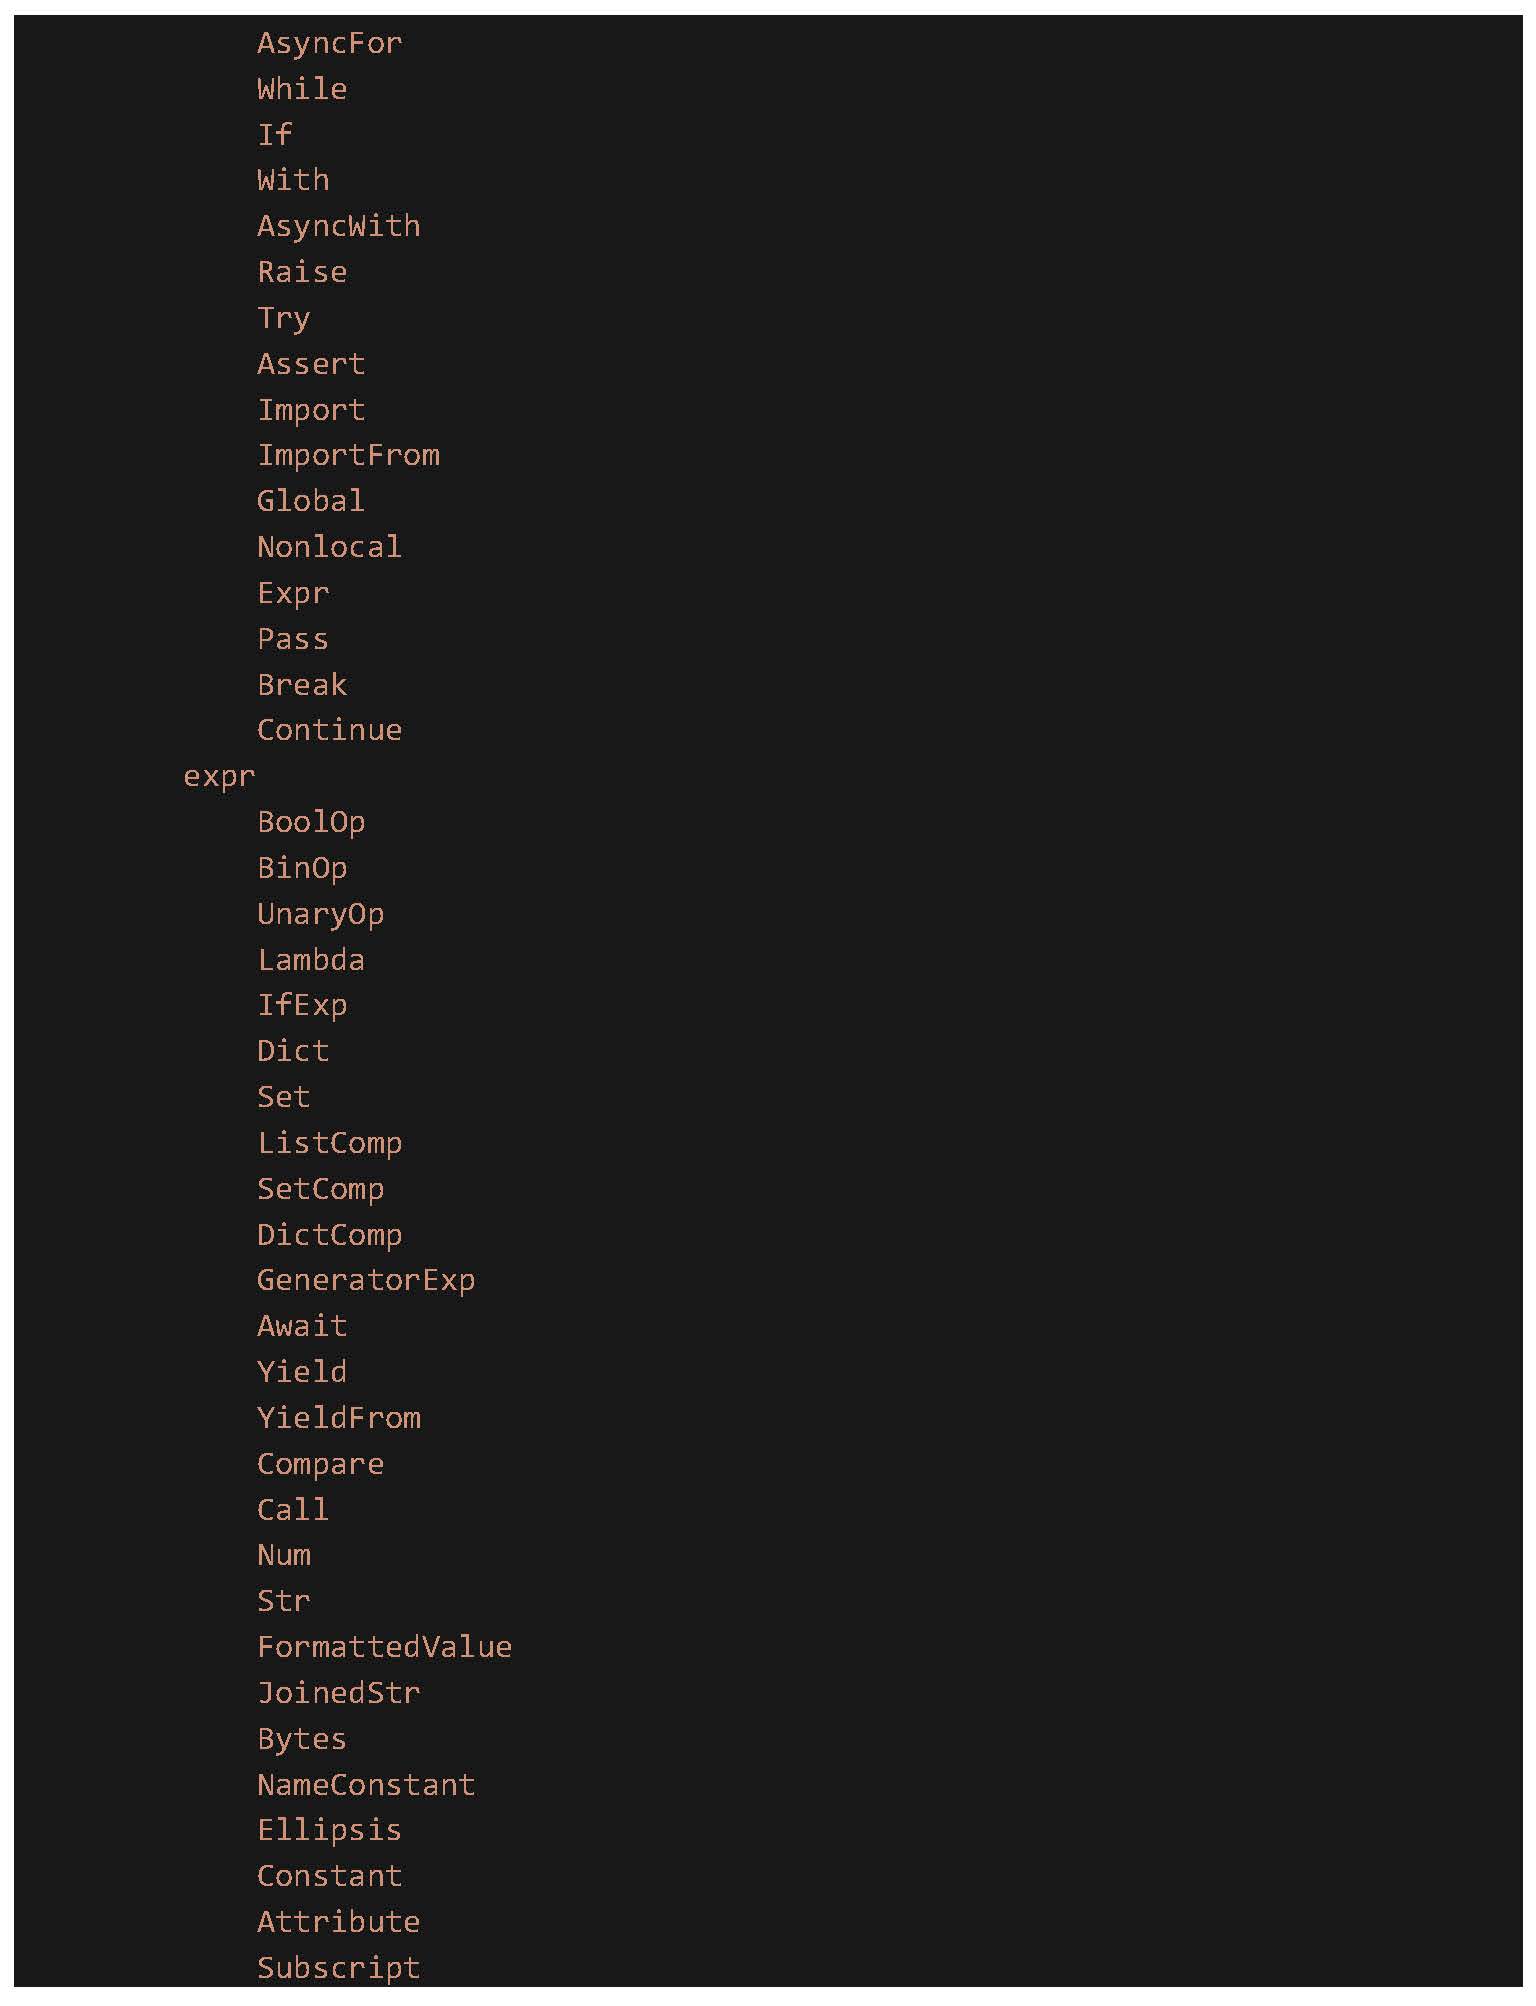 AsyncFor
While
If
With
AsyncWith
Raise
Try
Assert
Import
ImportFrom
Global
Nonlocal
Expr
Pass
Break
Continue
expr
BoolOp
BinOp
UnaryOp
Lambda
IfExp
Dict
Set
ListComp
SetComp
DictComp
GeneratorExp
Await
Yield
YieldFrom
Compare
Call
Num
Str
FormattedValue
JoinedStr
Bytes
NameConstant
Ellipsis
Constant
Attribute
Subscript